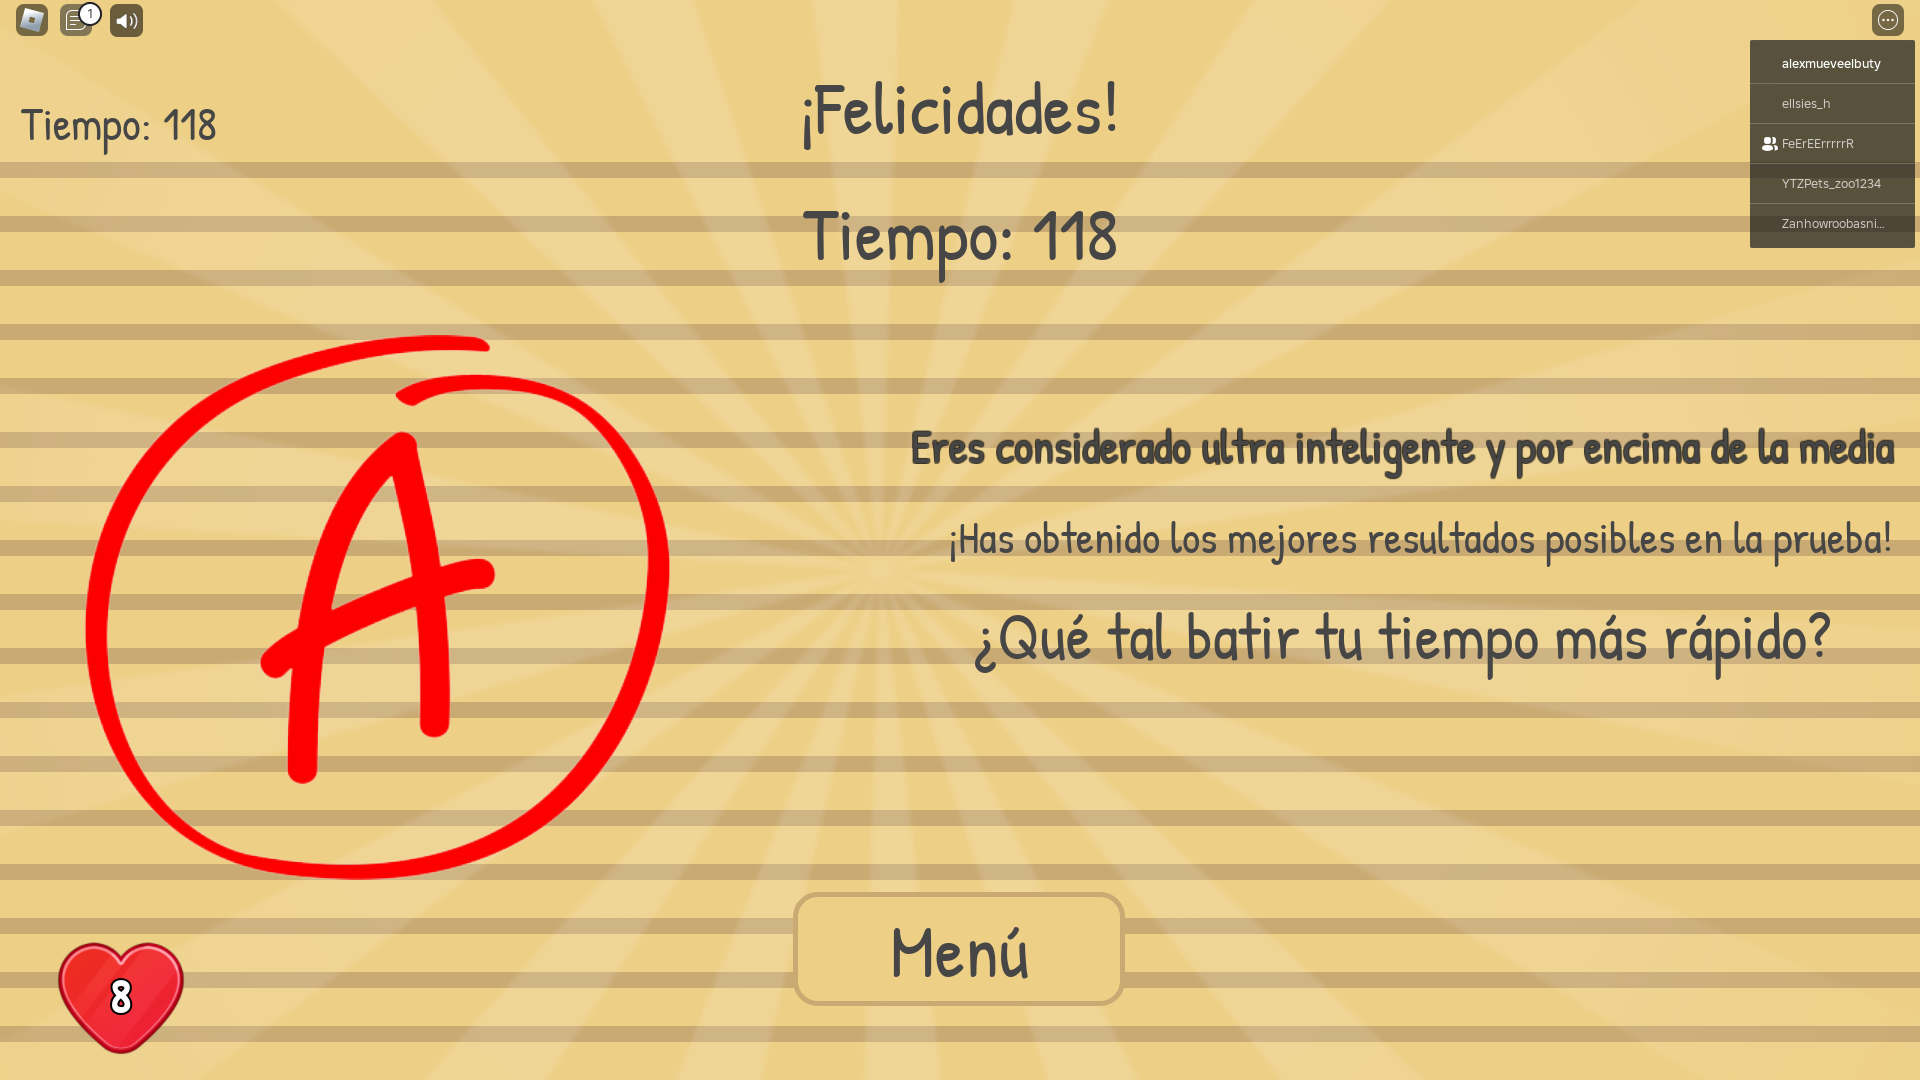 1
alexmueveelbuty
ellsies_h
FeErEErrrrrR
YTZPets_zoo1234
Zanhowroobasni...
Tiempo: 118
¡Felicidades!
Tiempo: 118
A
Eres considerado ultra inteligente y por encima de la media
¡Has obtenido los mejores resultados posibles en la prueba!
¿Qué tal batir tu tiempo más rápido?
Menú
8